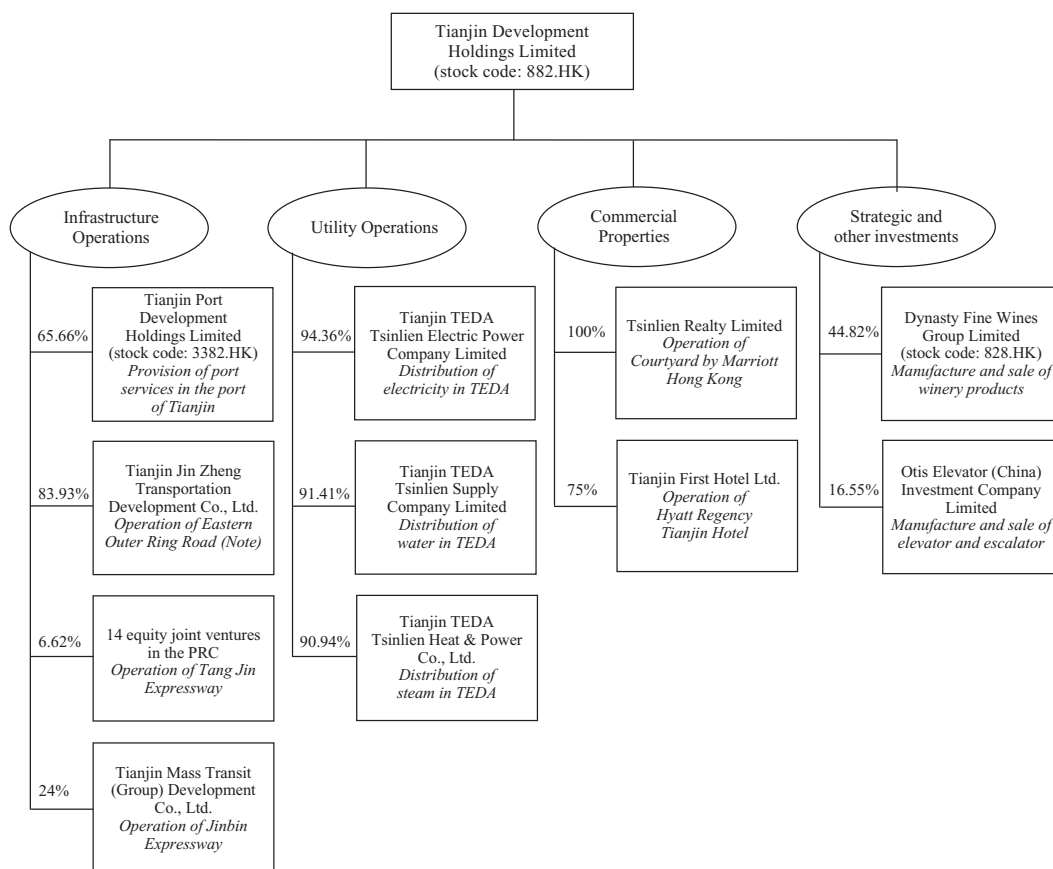 Tianjin Development
Holdings Limited
(stock code: 882.HK)
Infrastructure
Operations
Utility Operations
Commercial
Properties
Strategic and
other investments
65.66%
Tianjin Port
Development
Holdings Limited
(stock code: 3382.HK)
Provision of port
services in the port
of Tianjin
83.93%
Tianjin Jin Zheng
Transportation
Development Co., Ltd.
Operation of Eastern
Outer Ring Road (Note)
6.62%
14 equity joint ventures
in the PRC
Operation of Tang Jin
Expressway
24%
Tianjin Mass Transit
(Group) Development
Co., Ltd.
Operation of Jinbin
Expressway
94.36%
Tianjin TEDA
Tsinlien Electric Power
Company Limited
Distribution of
electricity in TEDA
91.41%
Tianjin TEDA
Tsinlien Supply
Company Limited
Distribution of
water in TEDA
90.94%
Tianjin TEDA
Tsinlien Heat & Power
Co., Ltd.
Distribution of
steam in TEDA
100%
Tsinlien Realty Limited
Operation of
Courtyard by Marriott
Hong Kong
75%
Tianjin First Hotel Ltd.
Operation of
Hyatt Regency
Tianjin Hotel
44.82%
Dynasty Fine Wines
Group Limited
(stock code: 828.HK)
Manufacture and sale of
winery products
16.55%
Otis Elevator (China)
Investment Company
Limited
Manufacture and sale of
elevator and escalator